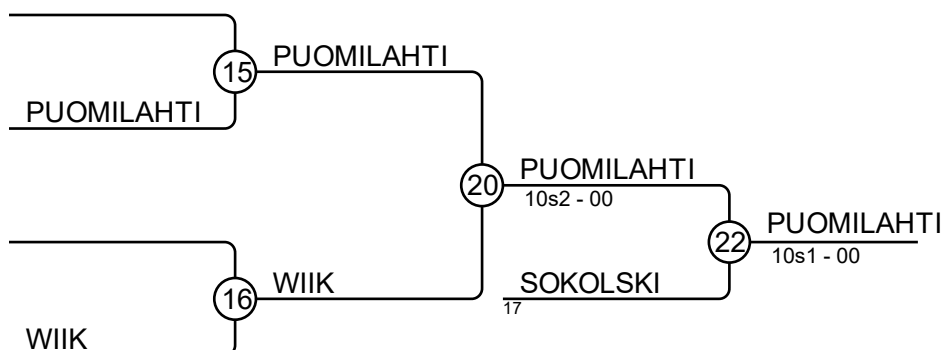 PUOMILAHTI
15
PUOMILAHTI
PUOMILAHTI
20
10s2 - 00
PUOMILAHTI
22
10s1 - 00
WIIK
16
SOKOLSKI
17
WIIK